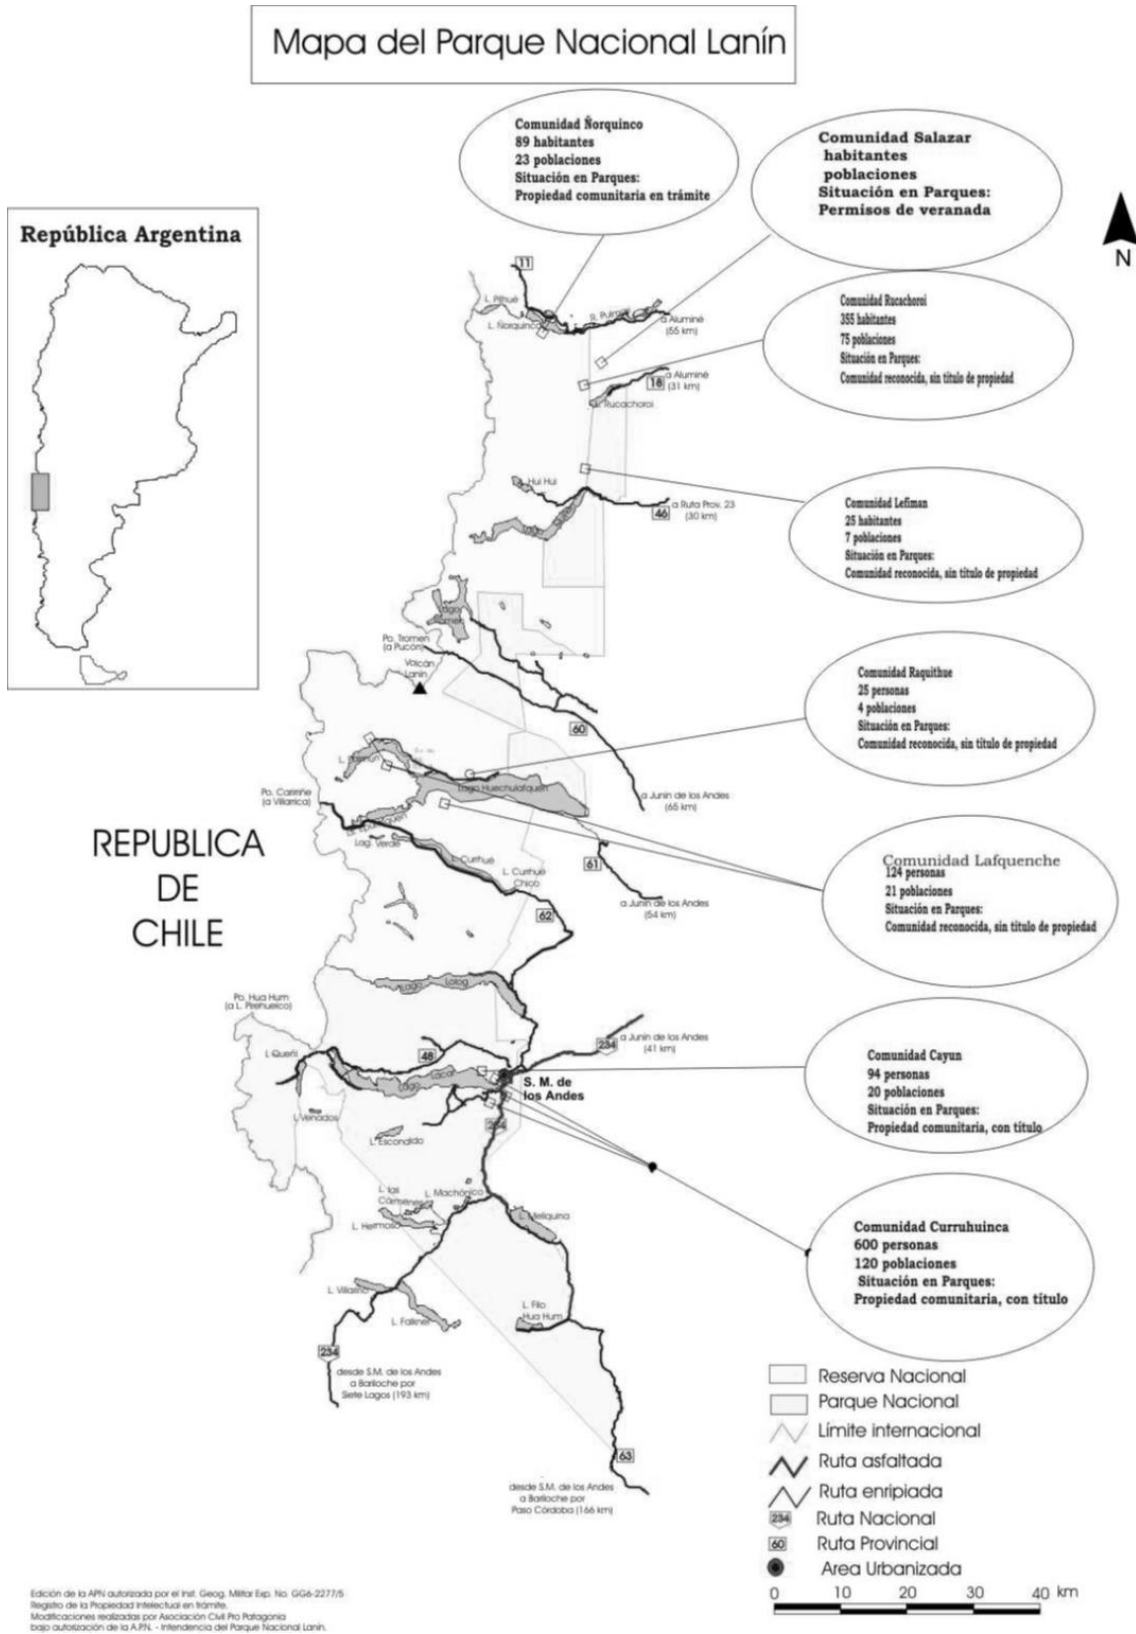 Mapa del Parque Nacional Lanín
Comunidad Ñorquinco
89 habitantes
23 poblaciones
Situación en Parques:
Propiedad comunitaria en trámite
Comunidad Salazar
habitantes
poblaciones
Situación en Parques:
Permisos de veranada
República Argentina
N
11
L. Pilhué
L. Ñorquinco
a Aluminé
(55 km)
Comunidad Rucachoroi
355 habitantes
75 poblaciones
Situación en Parques:
Comunidad reconocida, sin título de propiedad
18
a Aluminé
(31 km)
Rucachoroi
Hui Hui
a Ruta Prov. 23
(30 km)
46
Comunidad Lefiman
25 habitantes
7 poblaciones
Situación en Parques:
Comunidad reconocida, sin título de propiedad
Po. Tromen
(a Pucón)
Volcán
Lanín
60
Comunidad Raquithue
25 personas
4 poblaciones
Situación en Parques:
Comunidad reconocida, sin título de propiedad
Lago Huechulafquen
a Junín de los Andes
(65 km)
Po. Carirriñe
(a Villarrica)
Lag. Verde
L. Currhué
L. Currhué
Chico
61
a Junín de los Andes
(54 km)
62
REPUBLICA
DE
CHILE
Comunidad Lafquenche
124 personas
21 poblaciones
Situación en Parques:
Comunidad reconocida, sin título de propiedad
Lago Lolog
Po. Hua Hum
(a L. Pirehueico)
L. Queñi
48
234
a Junín de los Andes
(41 km)
Lago Lacar
S. M. de
los Andes
Comunidad Cayun
94 personas
20 poblaciones
Situación en Parques:
Propiedad comunitaria, con título
L. Venados
234
L. Escondido
L. las
Carmenes
L. Machónico
L. Hermoso
L. Meliquina
Comunidad Curruhuinca
600 personas
120 poblaciones
Situación en Parques:
Propiedad comunitaria, con título
L. Villarino
L. Falkner
L. Filo
Hua Hum
234
desde S.M. de los Andes
a Bariloche por
Siete Lagos (193 km)
63
desde S.M. de los Andes
a Bariloche por
Paso Córdoba (166 km)
Reserva Nacional
Parque Nacional
Límite internacional
Ruta asfaltada
Ruta enripiada
234 Ruta Nacional
60 Ruta Provincial
Area Urbanizada
0 10 20 30 40 km
Edición de la APN autorizada por el Inst. Geog. Militar Exp. No. GG6-2277/5
Registro de la Propiedad Intelectual en trámite.
Modificaciones realizadas por Asociación Civil Pro Patagonia
bajo autorización de la A.P.N. - Intendencia del Parque Nacional Lanín.